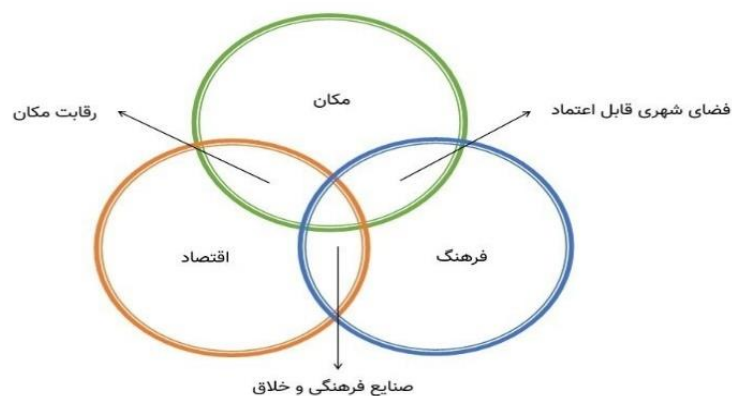 مکان
فضای شهری قابل اعتماد
رقابت مکان
فرهنگ
اقتصاد
صنایع فرهنگی و خلاق